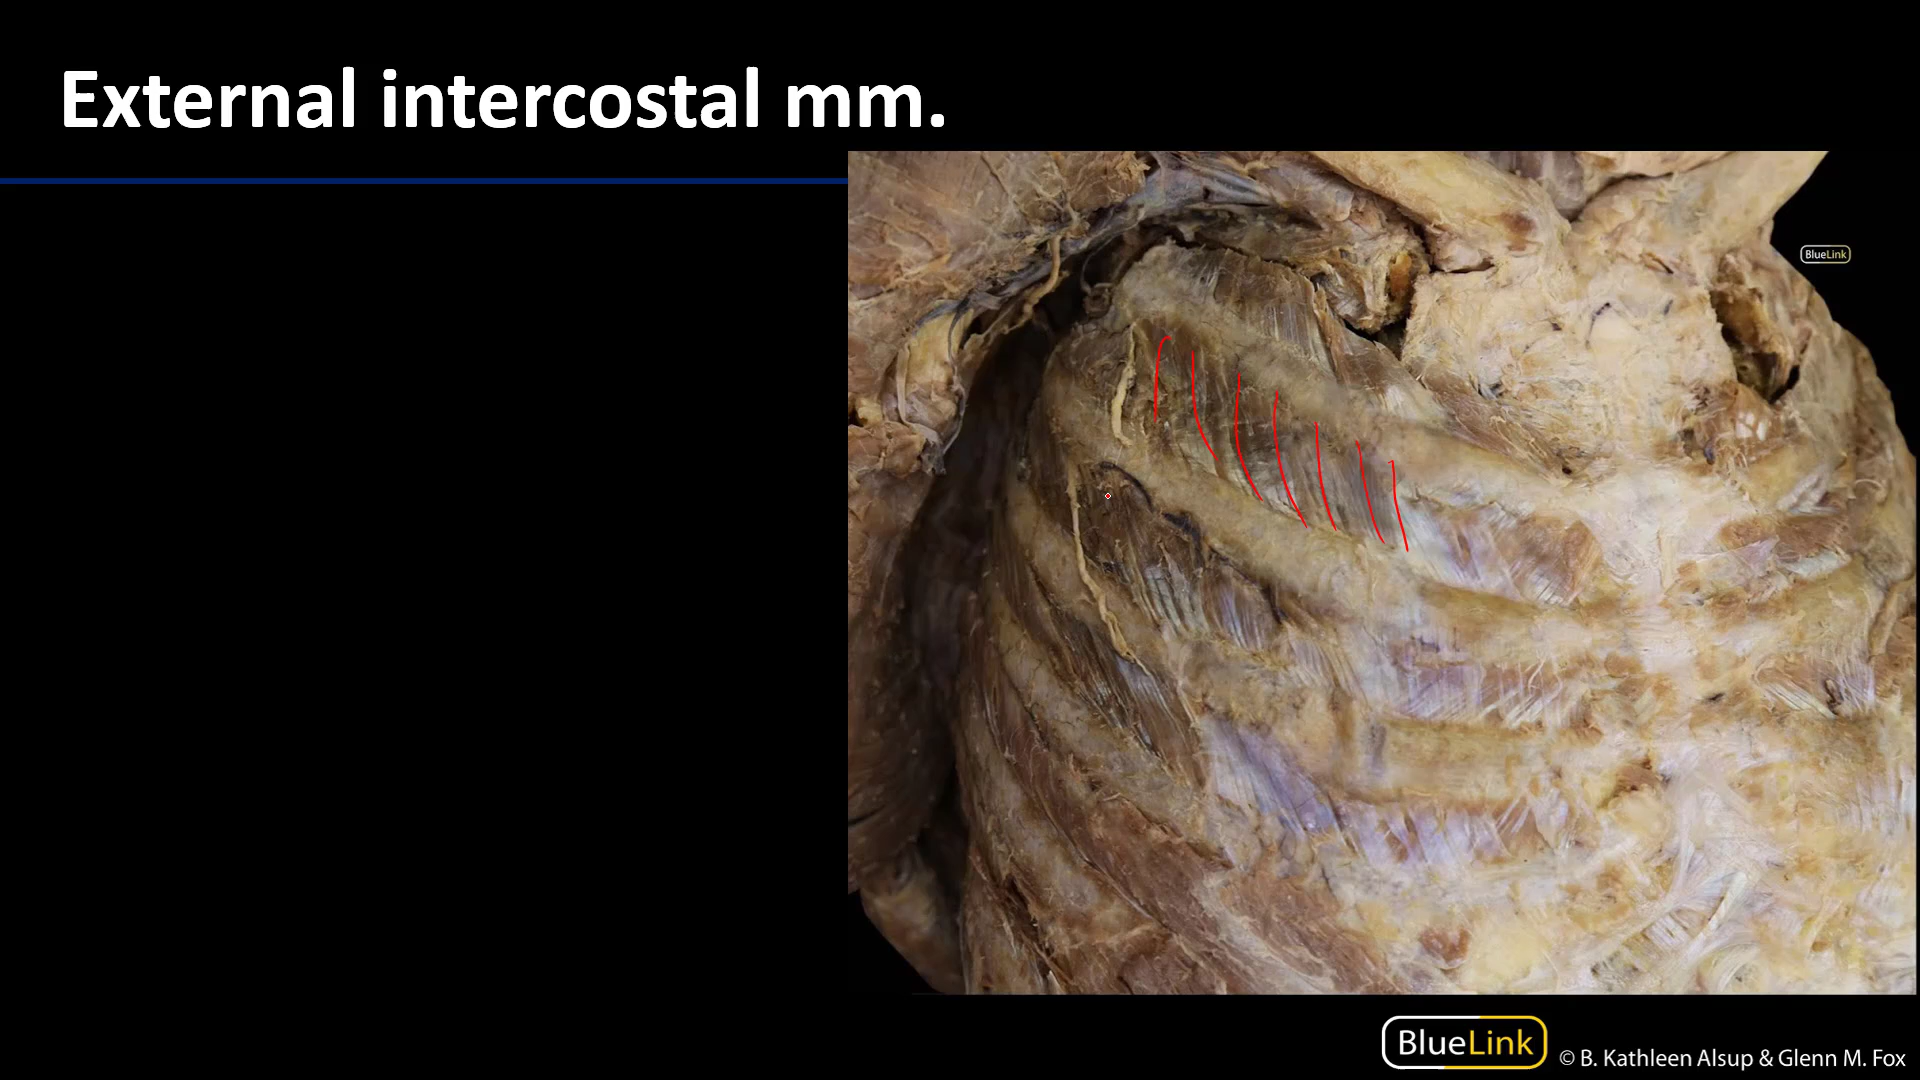 External intercostal mm.
BlueLink
BlueLink
© B. Kathleen Alsup & Glenn M. Fox